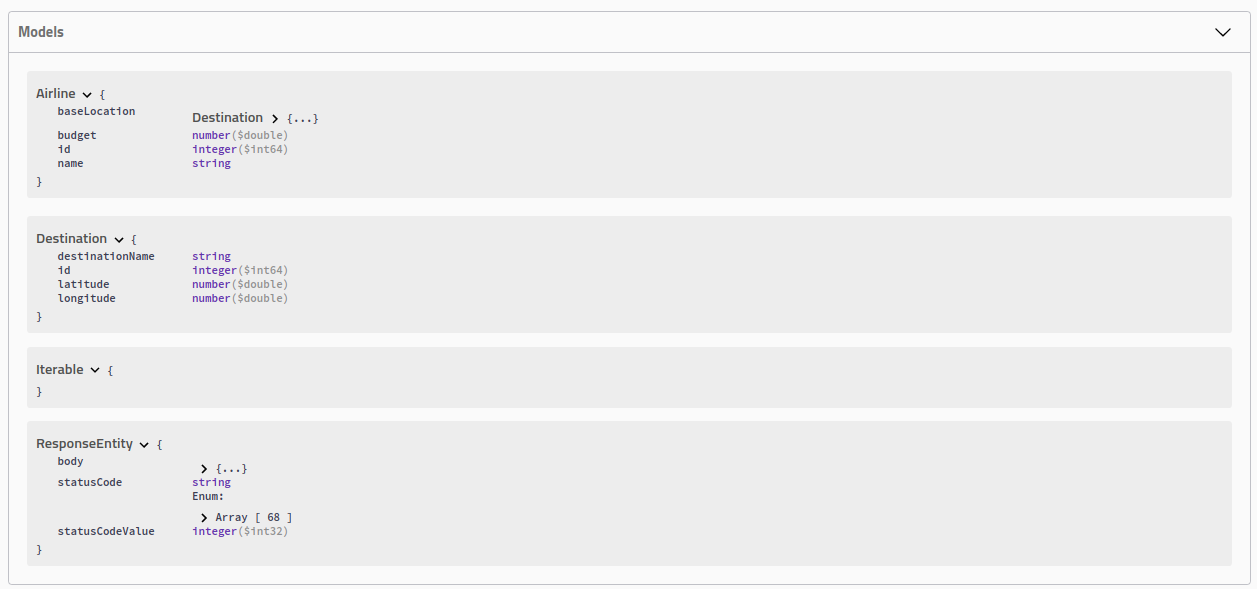 Models
Airline {
baseLocation
Destination {...}
budget number($double)
id integer($int64)
name string
}
Destination {
destinationName string
id integer($int64)
latitude number($double)
longitude number($double)
}
Iterable {
}
ResponseEntity {
body
{...}
statusCode string
Enum:
Array [ 68 ]
statusCodeValue integer($int32)
}